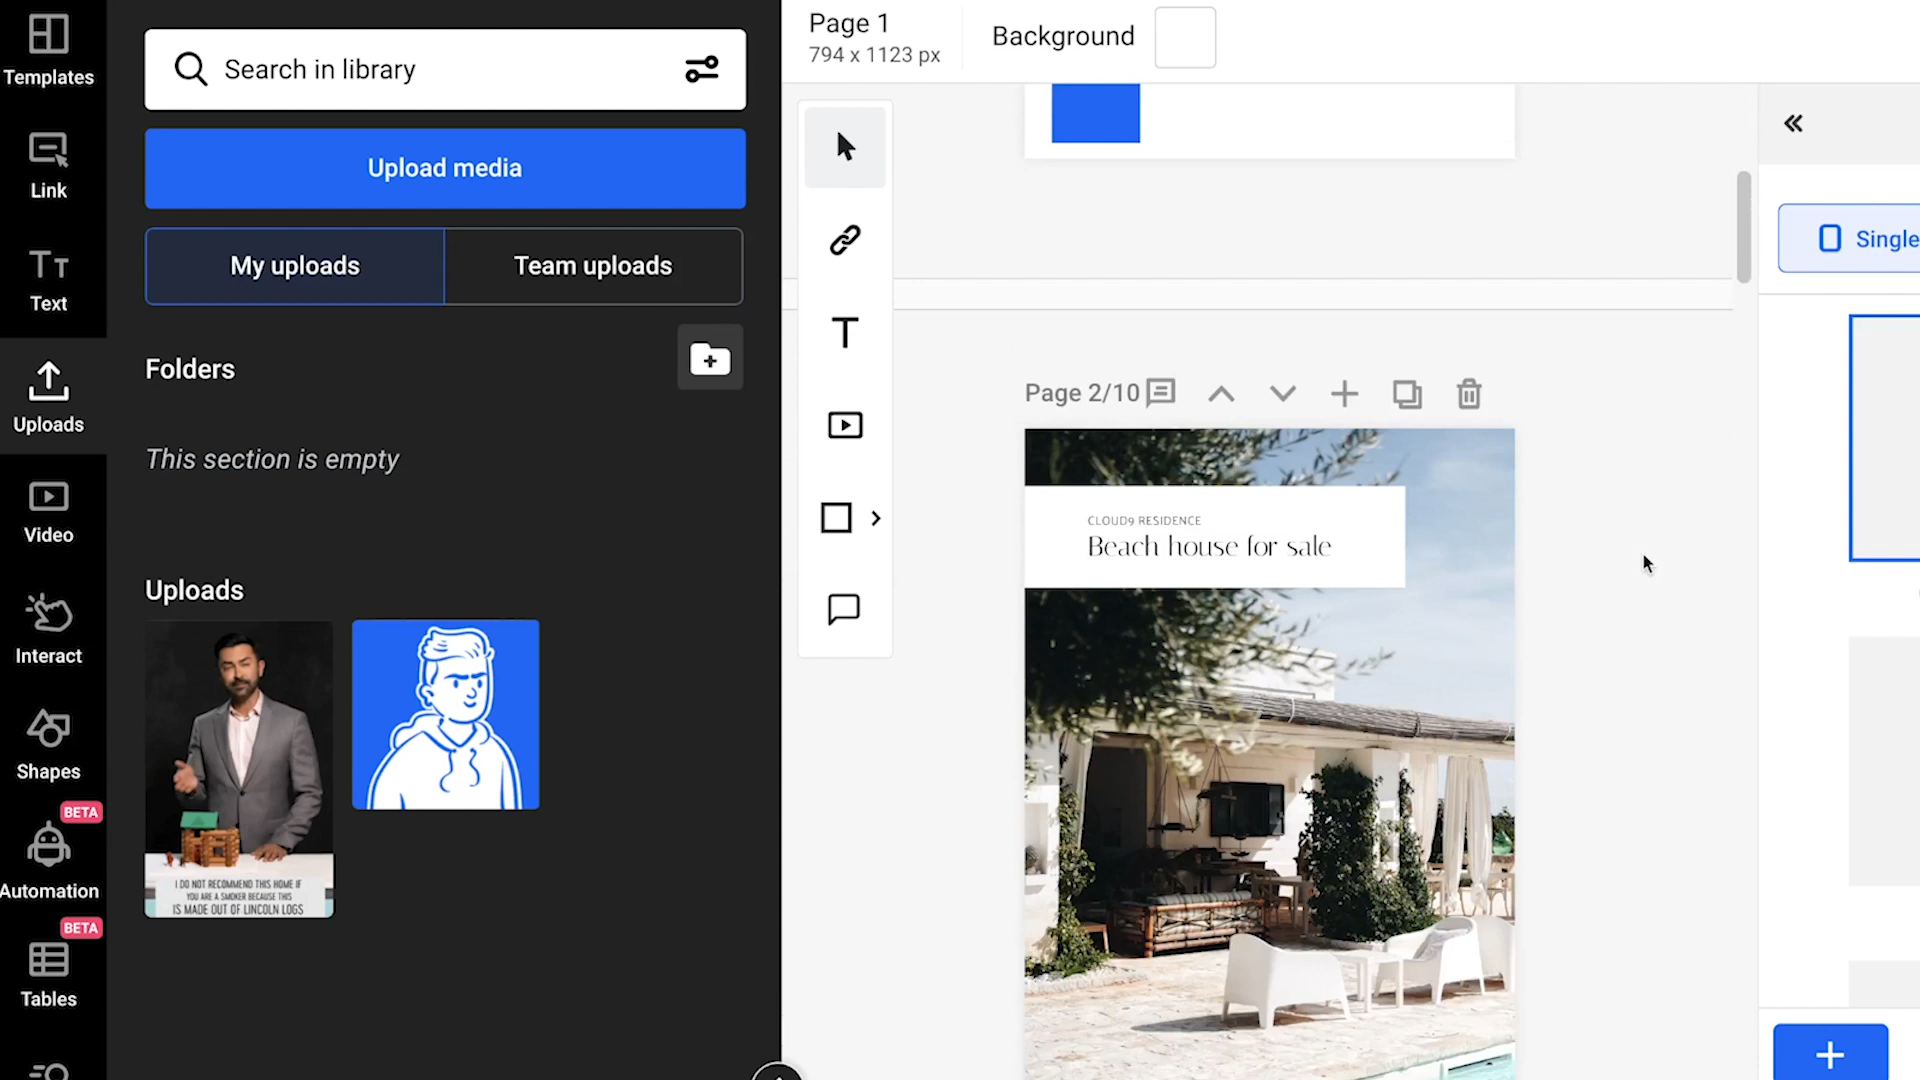 Templates
Link
Text
Uploads
Video
Interact
Shapes
BETA
Automation
BETA
Tables
Search in library
Upload media
My uploads
Team uploads
Folders
This section is empty
Uploads
I DO NOT RECOMMEND THIS HOME IF
YOU ARE A SMOKER BECAUSE THIS
IS MADE OUT OF LINCOLN LOGS
Page 1
794 x 1123 px
Background
T
Page 2/10
CLOUD9 RESIDENCE
Beach house for sale
Single